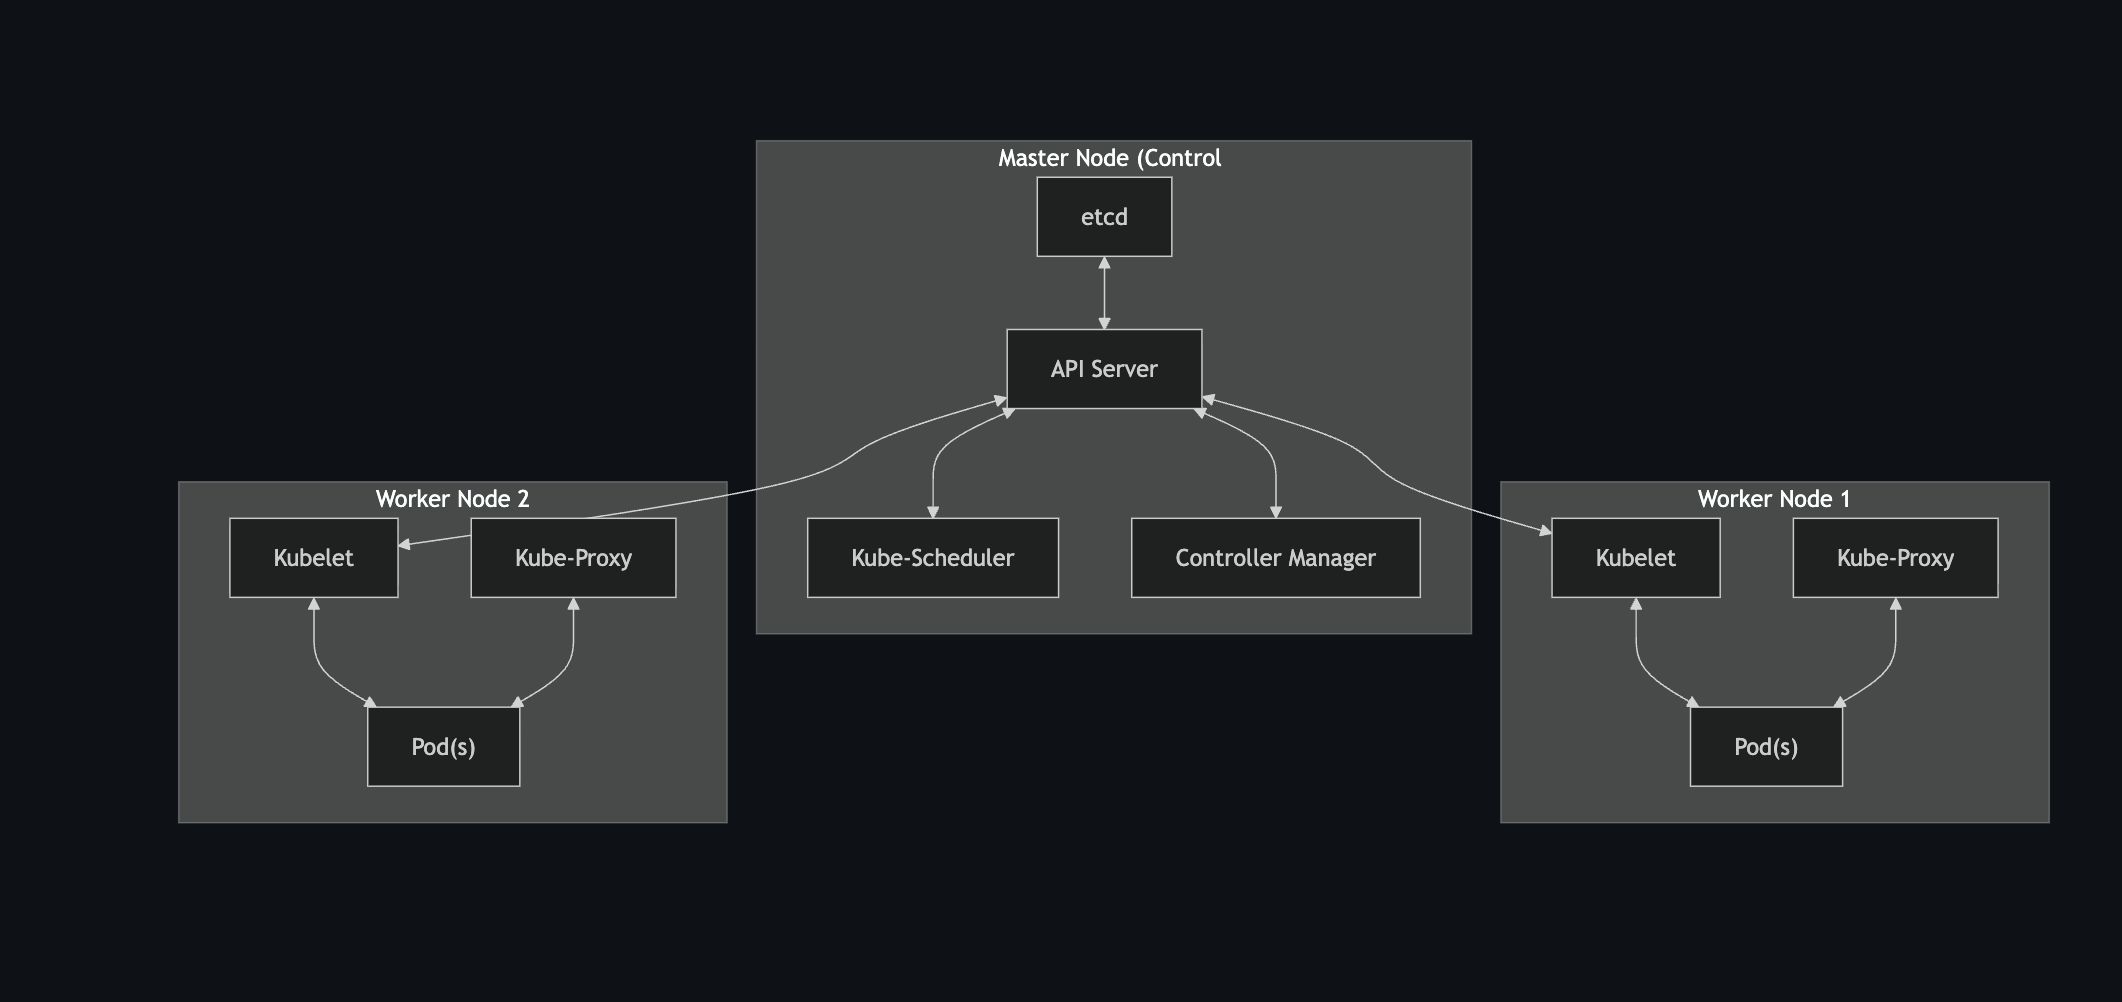 Master Node (Control
etcd
API Server
Kube-Scheduler
Controller Manager
Worker Node 2
Kubelet
Kube-Proxy
Pod(s)
Worker Node 1
Kubelet
Kube-Proxy
Pod(s)